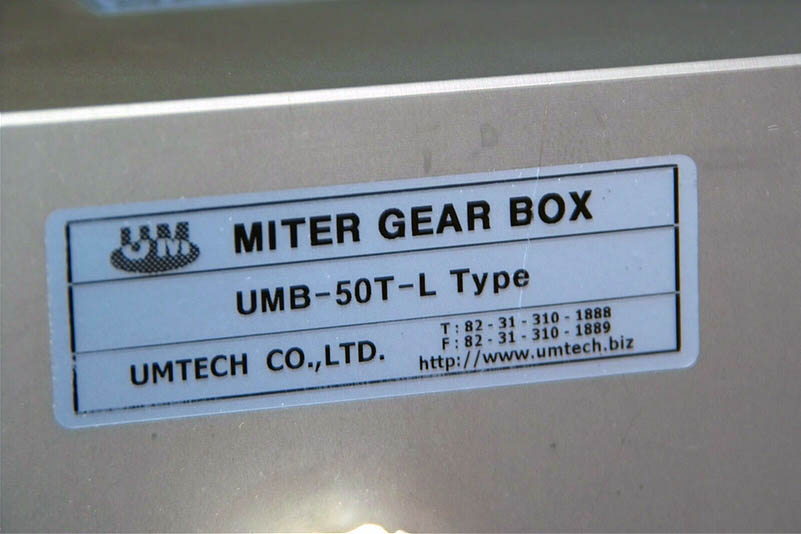 UM MITER GEAR BOX
UMB-50T-L Type
UMTECH CO.,LTD.
T : 82 - 31 - 310 - 1888
F : 82 - 31 - 310 - 1889
http://www.umtech.biz